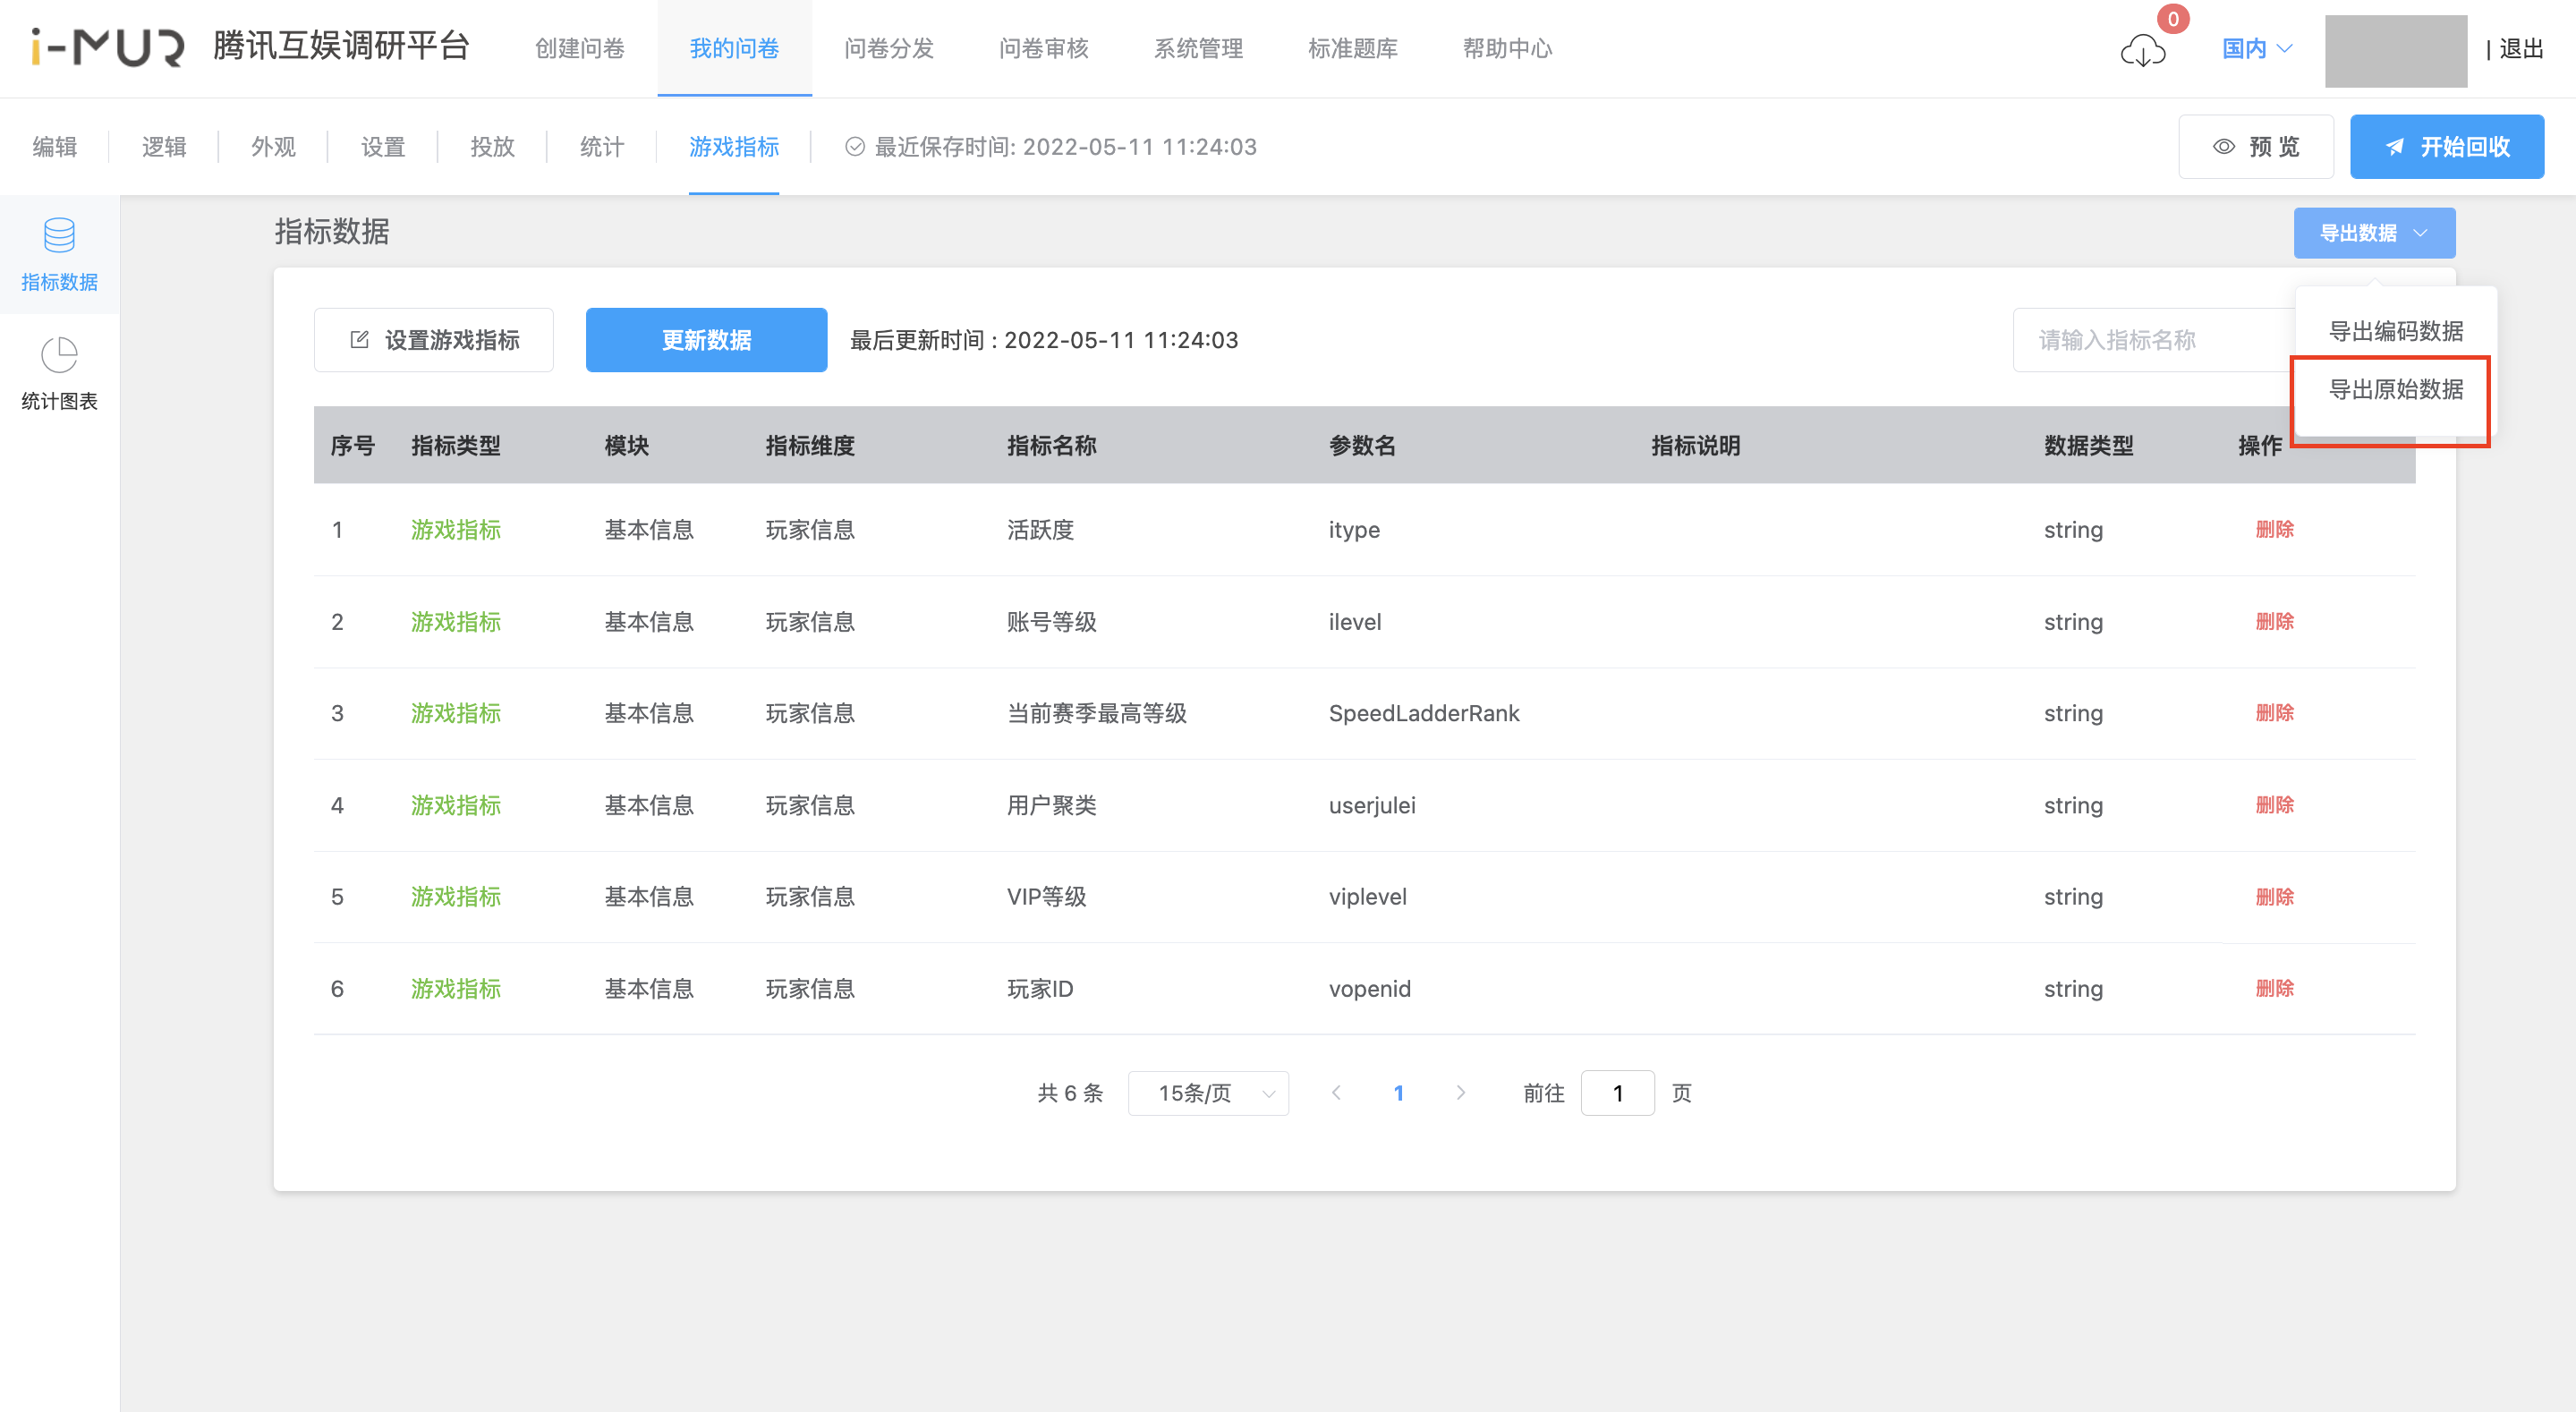 i-MUR 腾讯互娱调研平台 创建问卷 我的问卷 问卷分发 问卷审核 系统管理 标准题库 帮助中心 0 国内 | 退出
编辑 逻辑 外观 设置 投放 统计 游戏指标 最近保存时间: 2022-05-11 11:24:03 预 览 开始回收
指标数据 导出数据
指标数据
统计图表
设置游戏指标 更新数据 最后更新时间 : 2022-05-11 11:24:03 请输入指标名称
导出编码数据
导出原始数据
序号 指标类型 模块 指标维度 指标名称 参数名 指标说明 数据类型 操作
1 游戏指标 基本信息 玩家信息 活跃度 itype string 删除
2 游戏指标 基本信息 玩家信息 账号等级 ilevel string 删除
3 游戏指标 基本信息 玩家信息 当前赛季最高等级 SpeedLadderRank string 删除
4 游戏指标 基本信息 玩家信息 用户聚类 userjulei string 删除
5 游戏指标 基本信息 玩家信息 VIP等级 viplevel string 删除
6 游戏指标 基本信息 玩家信息 玩家ID vopenid string 删除
共 6 条 15条/页 1 前往 1 页